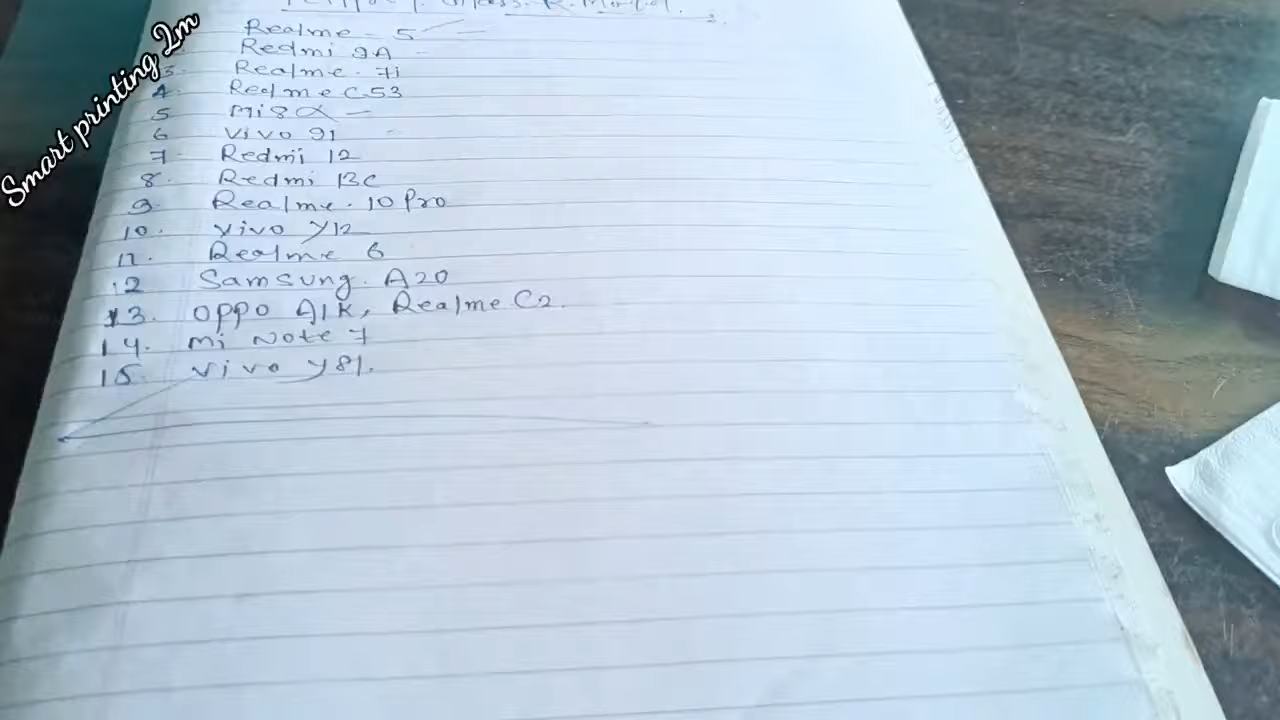 Smart printing 2m
Realme - 5 -
Redmi 9A -
3. Realme. 7i
4. Realme C53
5 Mi 8 -
6 Vivo 91 -
7. Redmi 12
8. Redmi 13C
9. Realme. 10 Pro
10. Vivo Y12
11. Realme 6
12 Samsung. A20
13. OPPO A1K, Realme C2.
14. Mi Note 7
15. Vivo Y81.